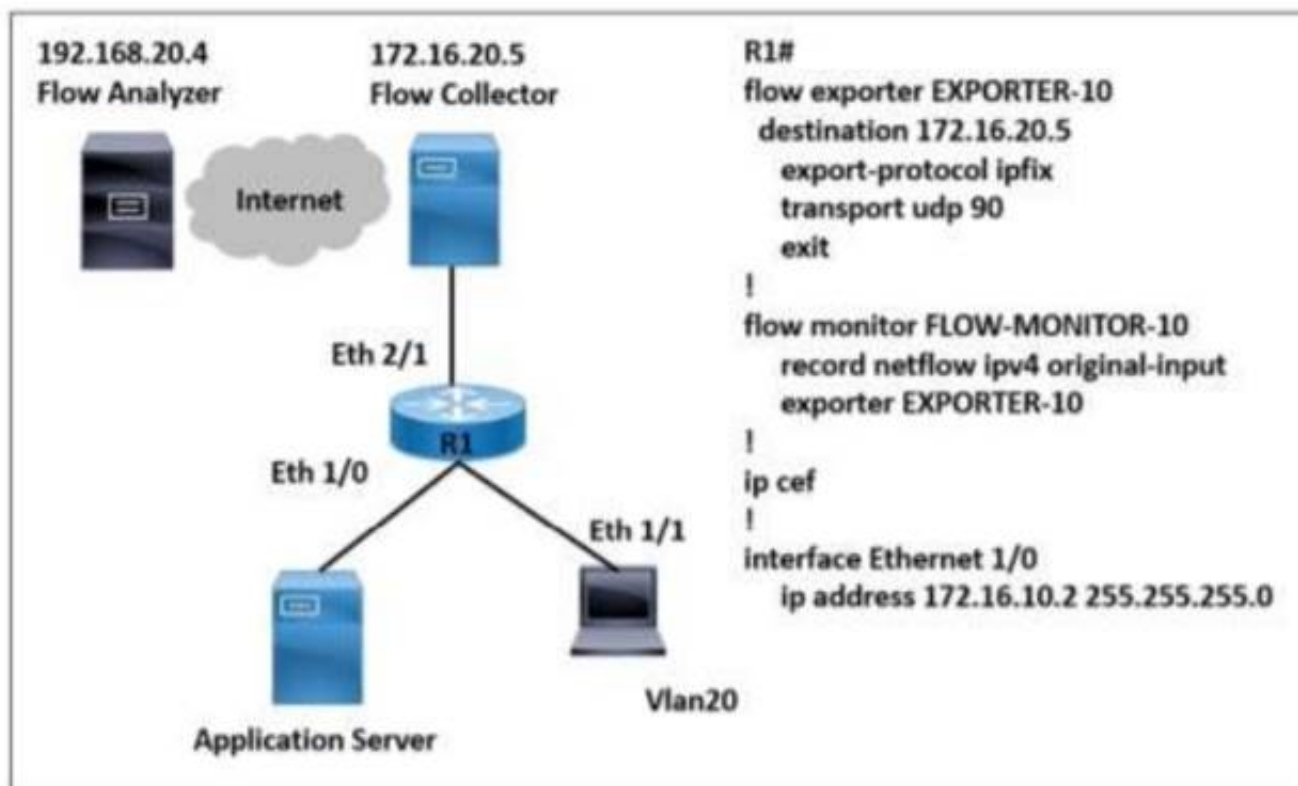 192.168.20.4
Flow Analyzer
172.16.20.5
Flow Collector
Internet
Eth 2/1
R1
Eth 1/0
Eth 1/1
Application Server
Vlan20
R1#
flow exporter EXPORTER-10
destination 172.16.20.5
export-protocol ipfix
transport udp 90
exit
!
flow monitor FLOW-MONITOR-10
record netflow ipv4 original-input
exporter EXPORTER-10
!
ip cef
!
interface Ethernet 1/0
ip address 172.16.10.2 255.255.255.0